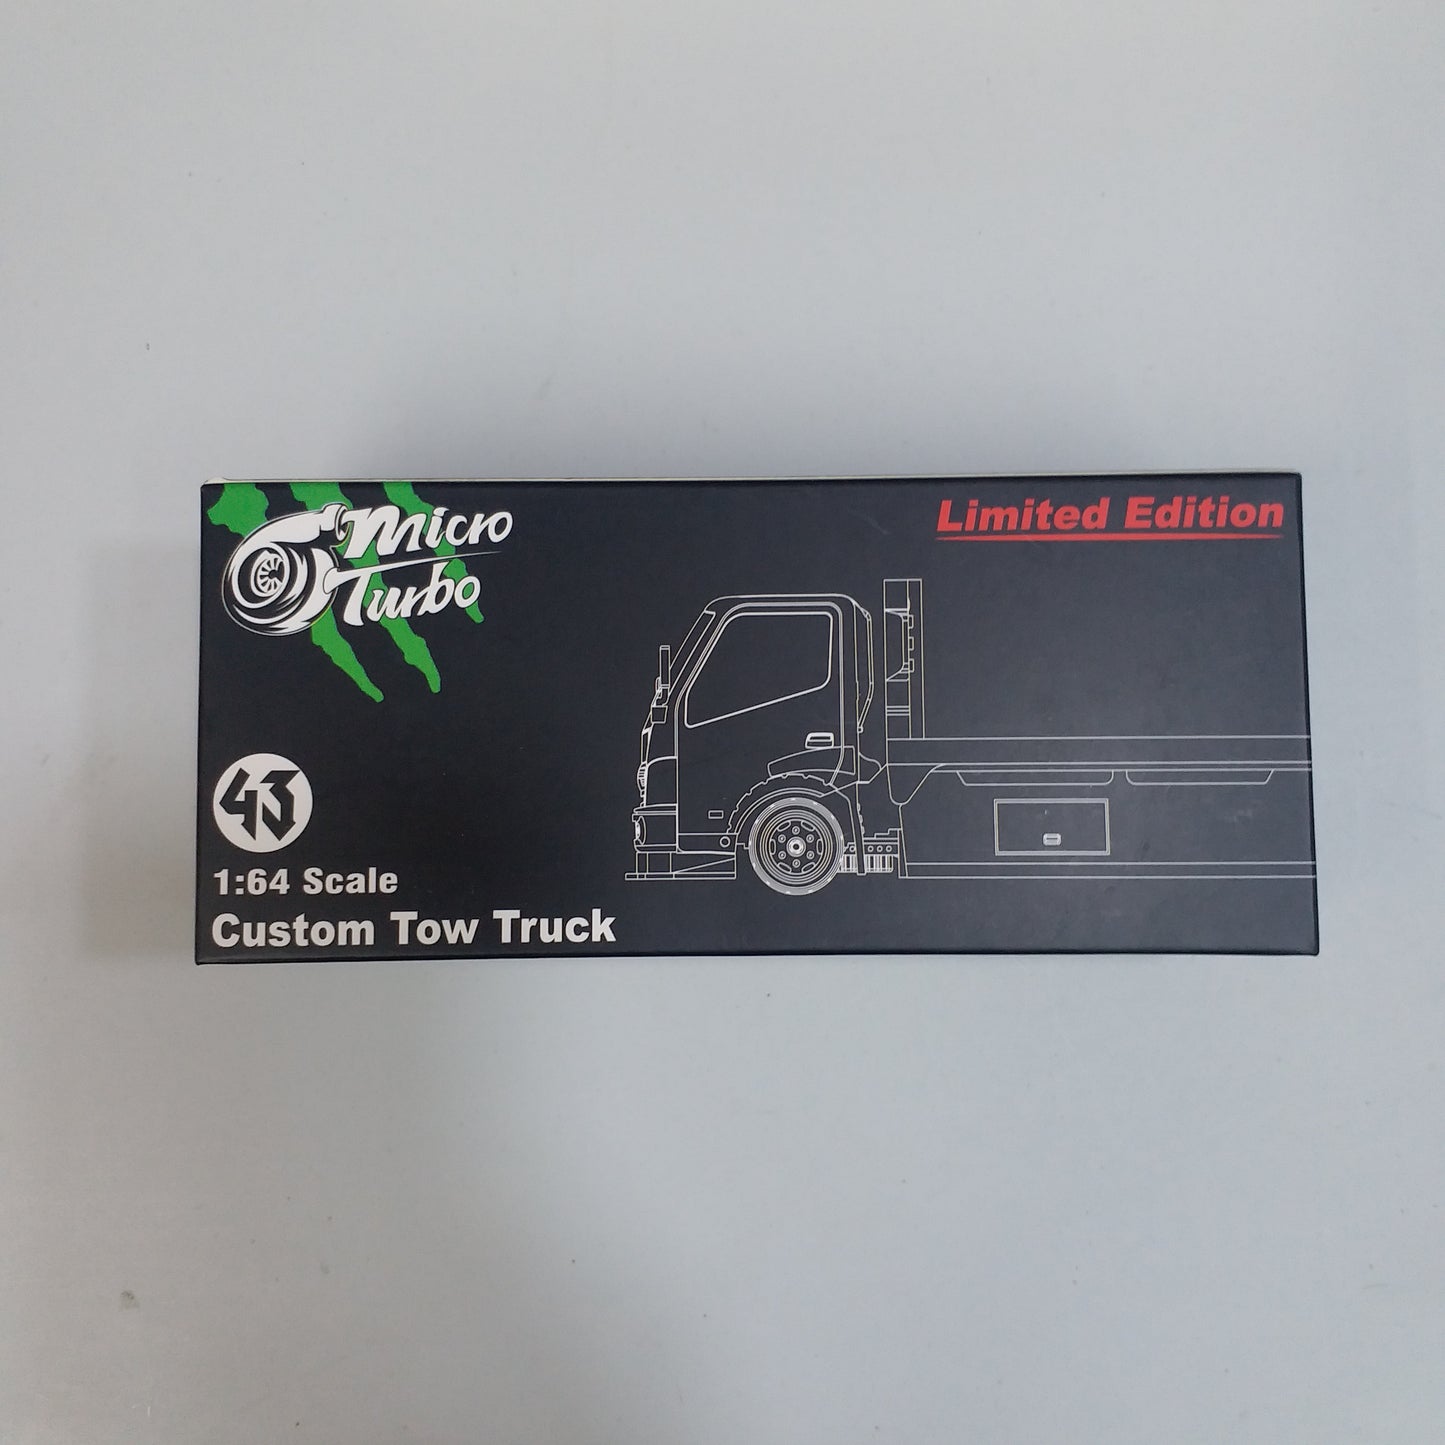 Micro
Turbo
Limited Edition
43
1:64 Scale
Custom Tow Truck